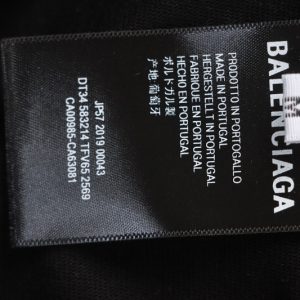 M
BALENCIAGA
PRODOTTO IN PORTOGALLO
MADE IN PORTUGAL
HERGESTELLT IN PORTUGAL
FABRIQUÉ EN PORTUGAL
HECHO EN PORTUGAL
ポルトガル製
产地 葡萄牙
JP57 2019 00043
DT34 583214 TFV65 2569
CA00985-CA63081